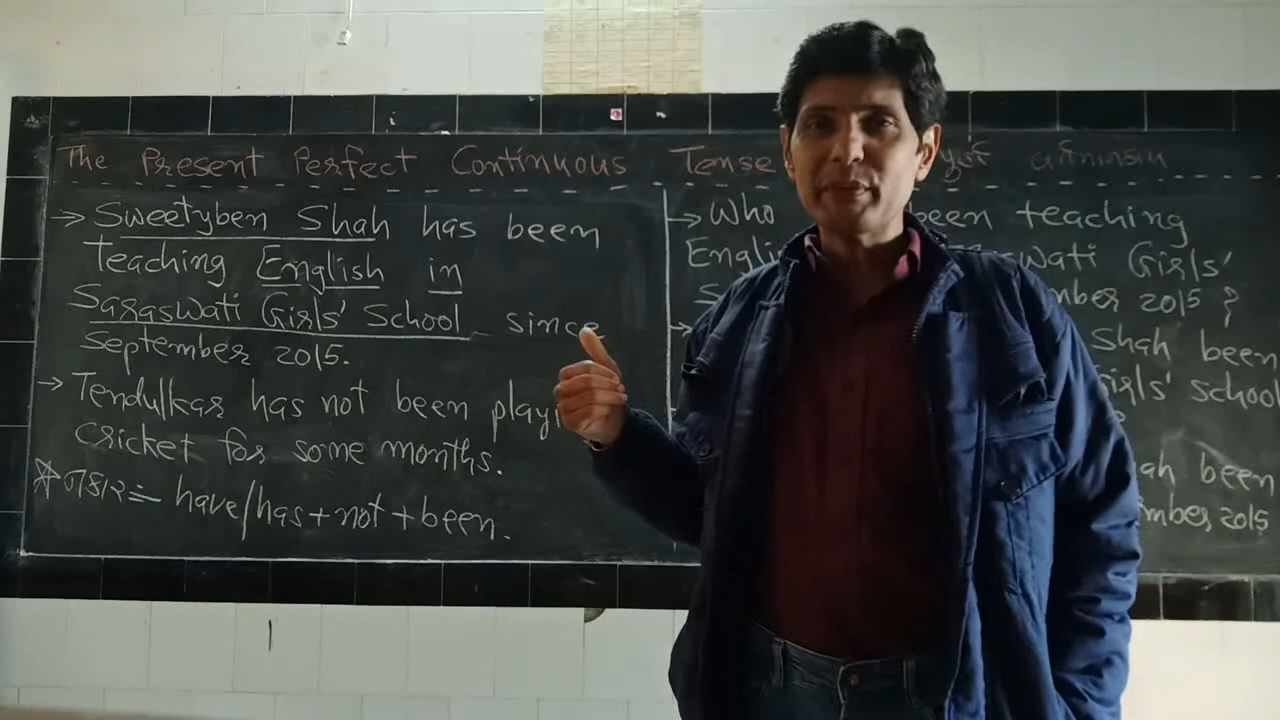 The Present Perfect Continuous Tense
→ Sweetyben Shah has been
Teaching English in
Saraswati Girls' School since
September 2015.
→ Tendulkar has not been playi
cricket for some months.
have/has + not + been.
→ Who been teaching
Engli wati Girls'
S mber 2015 ?
→ Shah been
Girls' school
?
ah been
mber, 2015